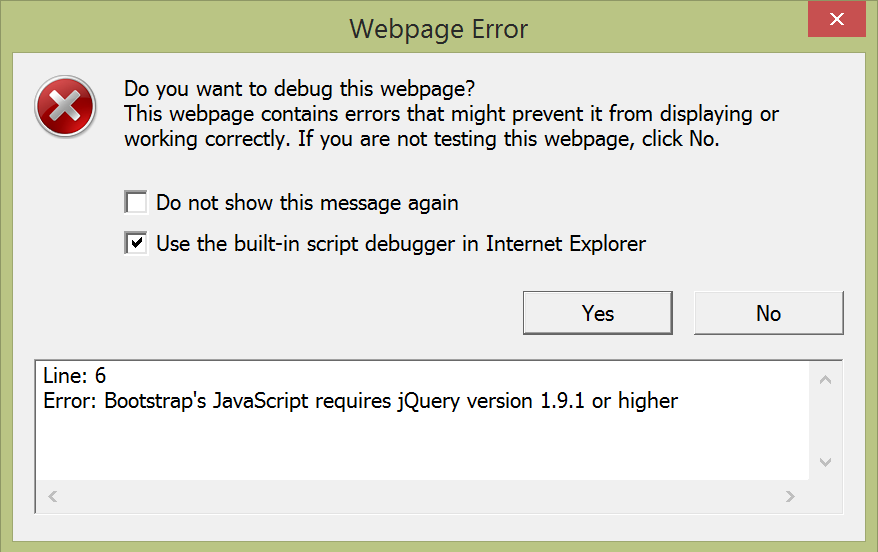 Webpage Error
Do you want to debug this webpage?
This webpage contains errors that might prevent it from displaying or
working correctly. If you are not testing this webpage, click No.
Do not show this message again
Use the built-in script debugger in Internet Explorer
Yes
No
Line: 6
Error: Bootstrap's JavaScript requires jQuery version 1.9.1 or higher